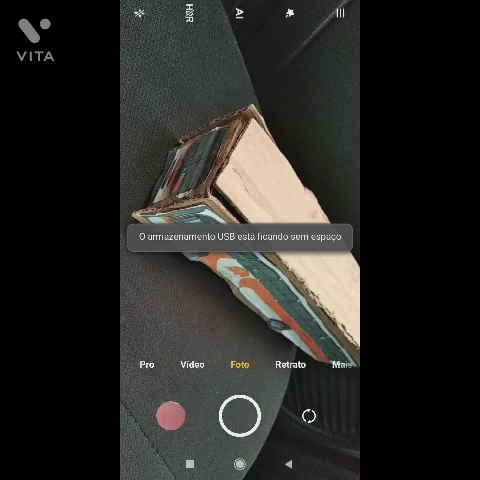 VITA
HDR
AI
O armazenamento USB está ficando sem espaço
Pro
Vídeo
Foto
Retrato
Mais